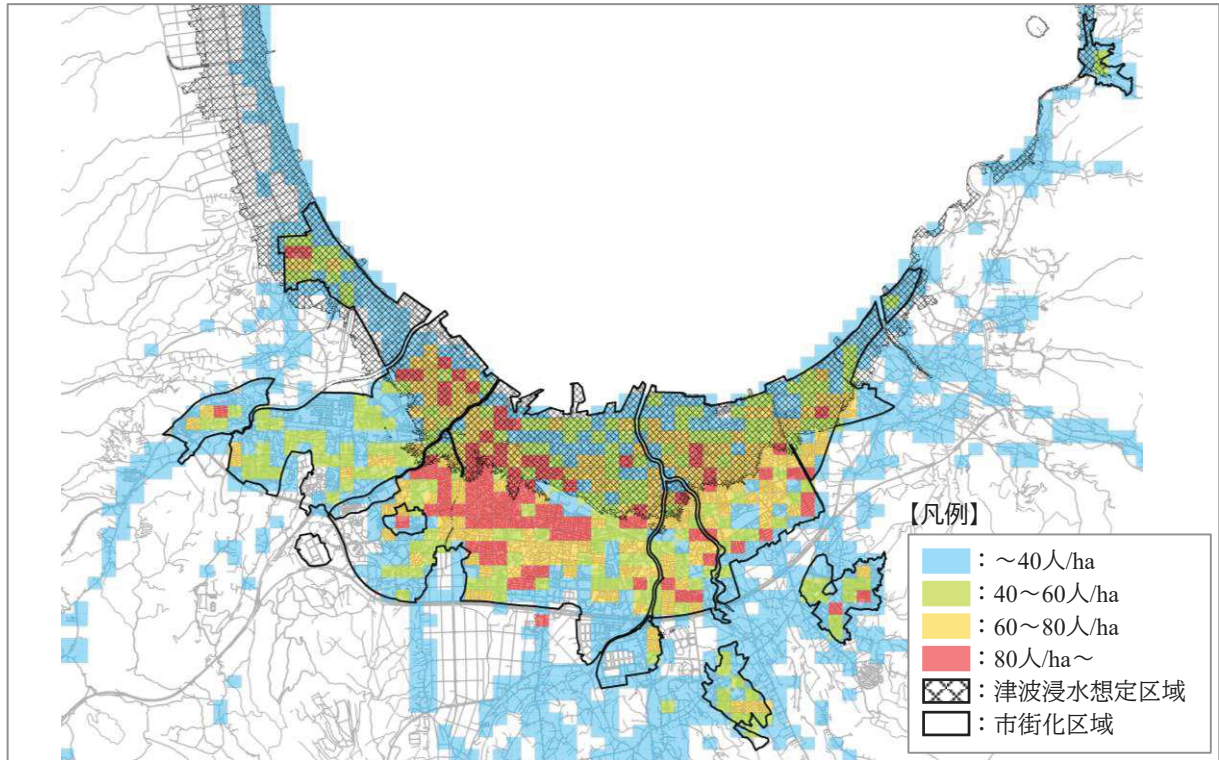 【凡例】
：～40人/ha
：40～60人/ha
：60～80人/ha
：80人/ha～
：津波浸水想定区域
：市街化区域